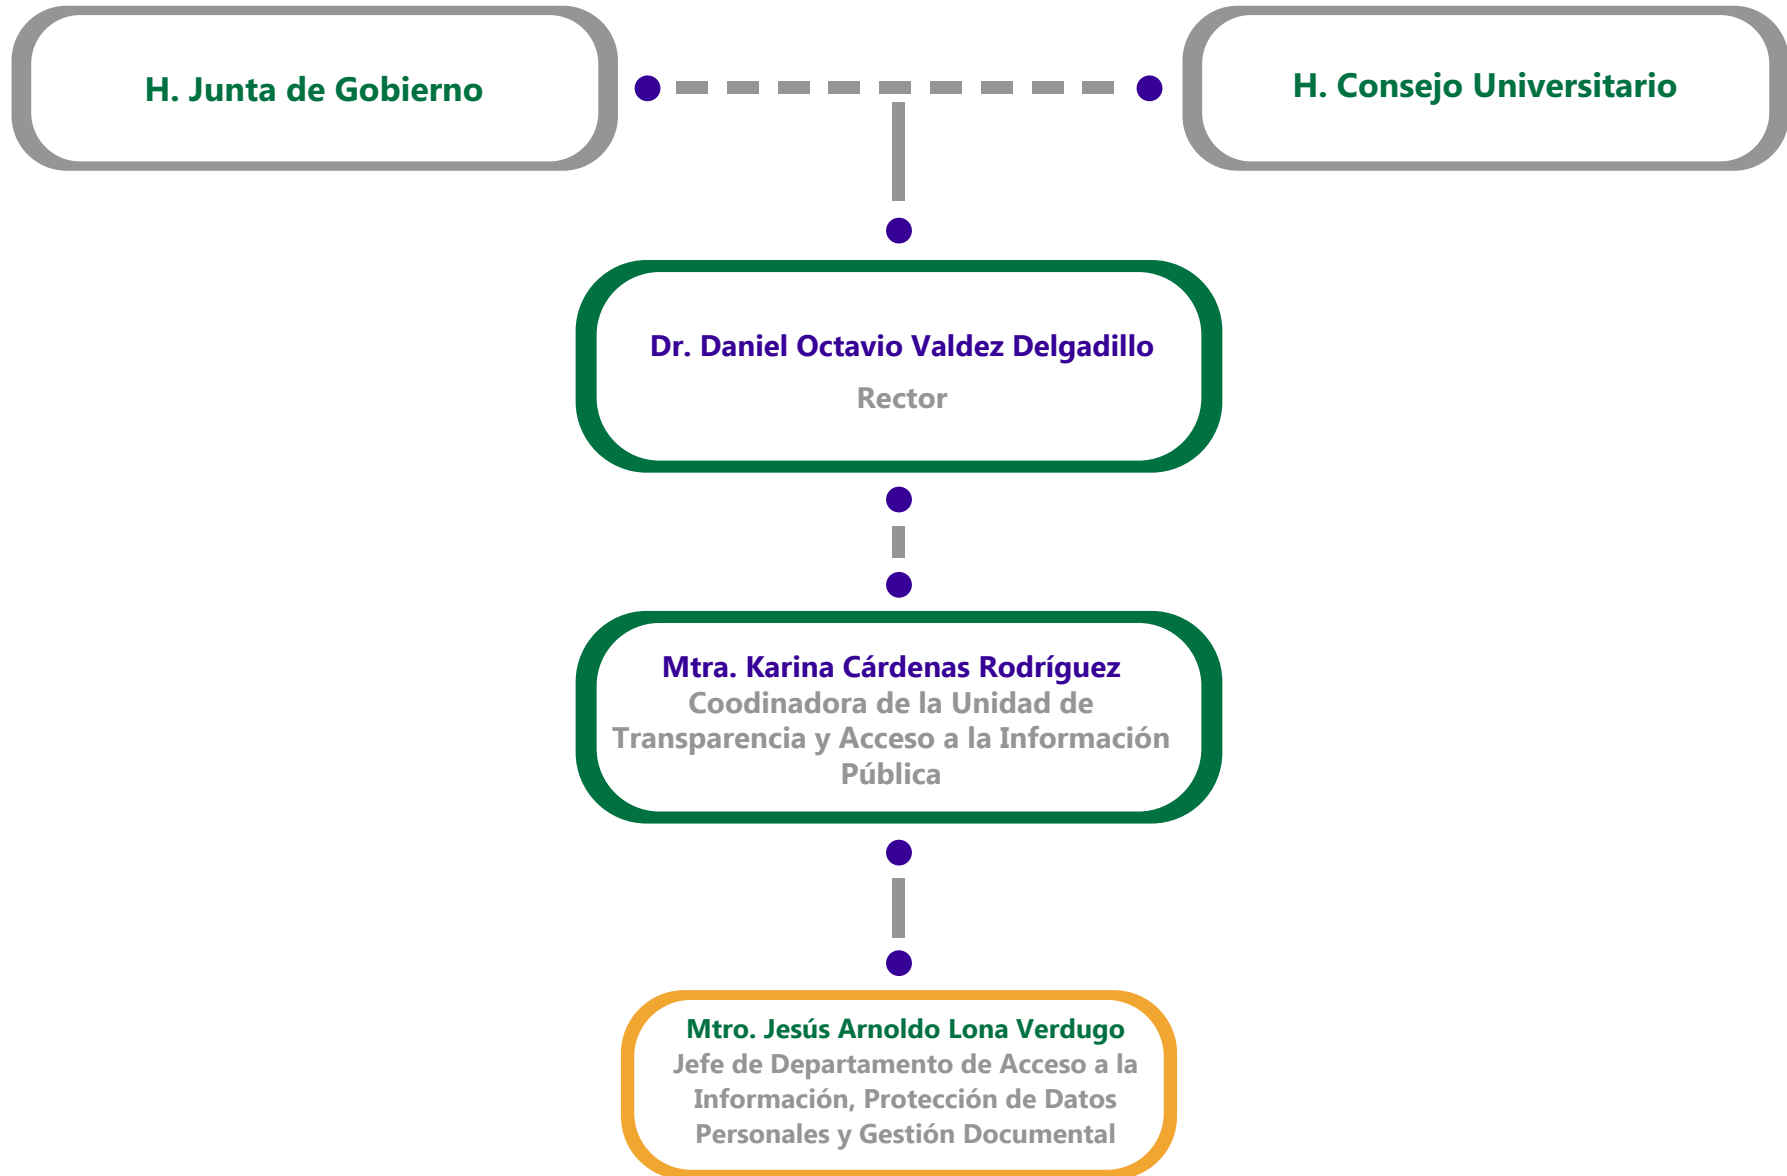 H. Junta de Gobierno
H. Consejo Universitario
Dr. Daniel Octavio Valdez Delgadillo
Rector
Mtra. Karina Cárdenas Rodríguez
Coodinadora de la Unidad de
Transparencia y Acceso a la Información
Pública
Mtro. Jesús Arnoldo Lona Verdugo
Jefe de Departamento de Acceso a la
Información, Protección de Datos
Personales y Gestión Documental